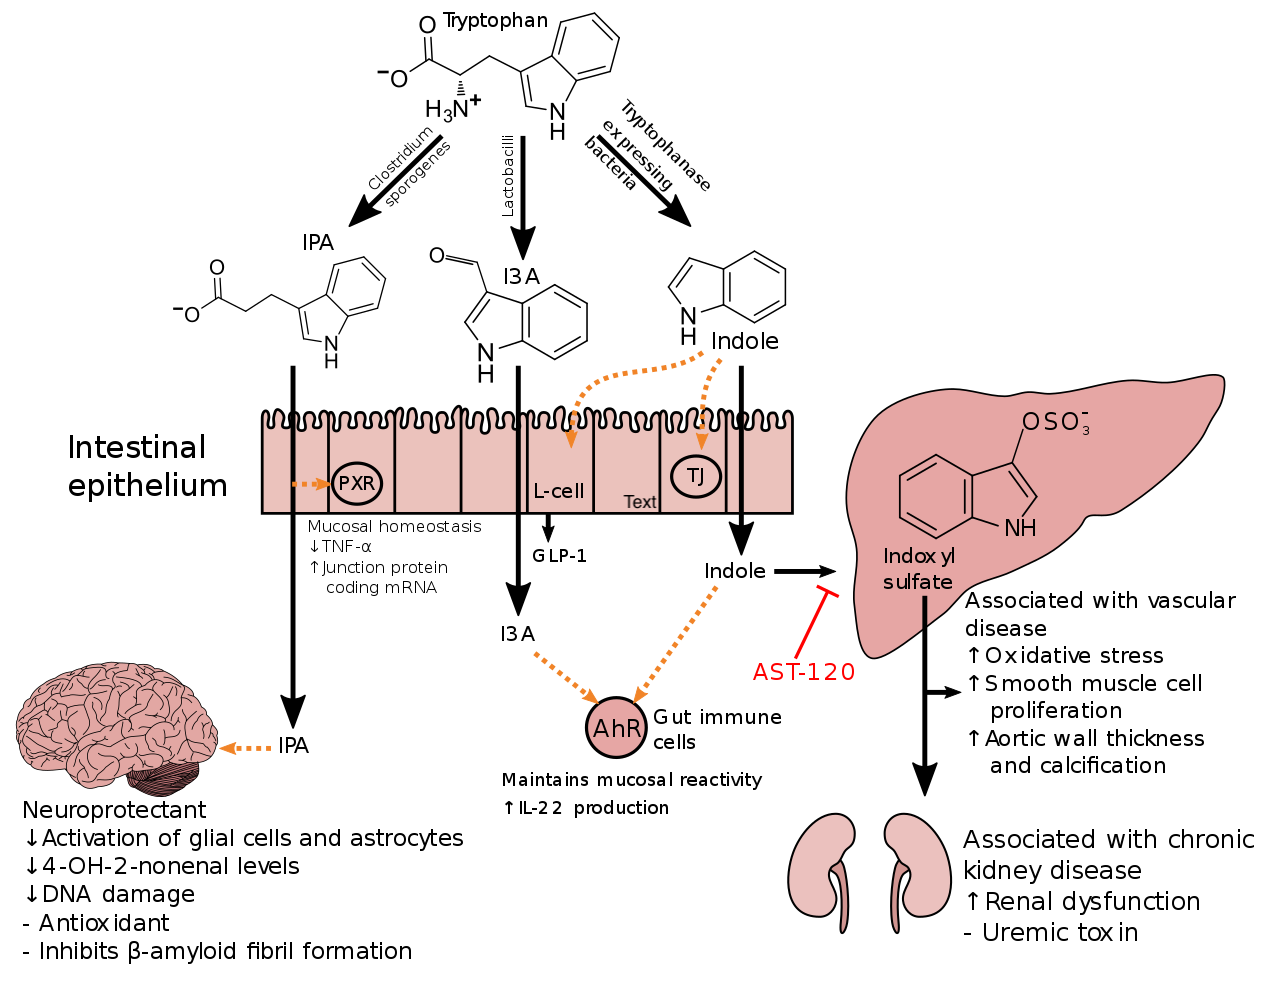 Tryptophan
O
−O
H3N+
N
H
Clostridium
sporogenes
Lactobacilli
Tryptophanase
expressing
bacteria
IPA
O
−O
N
H
O
I3A
N
H
N
H
Indole
Intestinal
epithelium
PXR
L-cell
Text
TJ
Mucosal homeostasis
↓TNF-α
↑Junction protein
coding mRNA
GLP-1
Indole
I3A
AST-120
OSO3-
NH
Indoxyl
sulfate
Associated with vascular
disease
↑Oxidative stress
↑Smooth muscle cell
proliferation
↑Aortic wall thickness
and calcification
IPA
AhR
Gut immune
cells
Maintains mucosal reactivity
↑IL-22 production
Neuroprotectant
↓Activation of glial cells and astrocytes
↓4-OH-2-nonenal levels
↓DNA damage
- Antioxidant
- Inhibits β-amyloid fibril formation
Associated with chronic
kidney disease
↑Renal dysfunction
- Uremic toxin